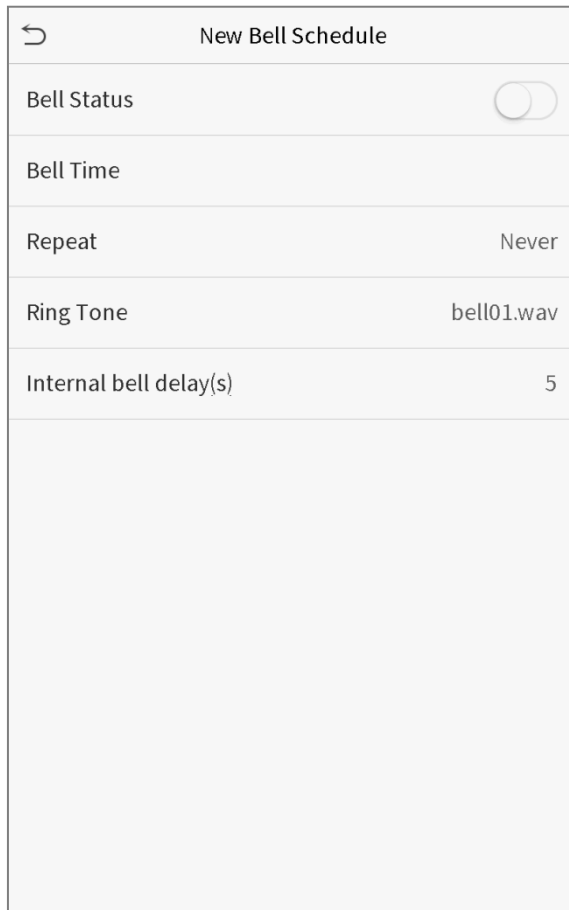 New Bell Schedule
Bell Status
Bell Time
Repeat Never
Ring Tone bell01.wav
Internal bell delay(s) 5